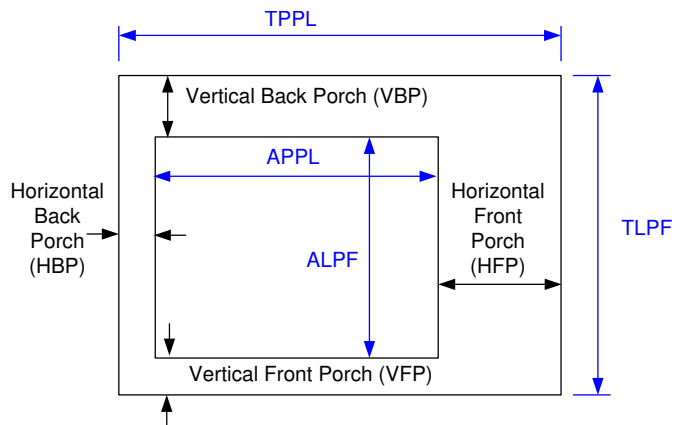 TPPL
Vertical Back Porch (VBP)
APPL
Horizontal
Back
Porch
(HBP)
Horizontal
Front
Porch
(HFP)
TLPF
ALPF
Vertical Front Porch (VFP)